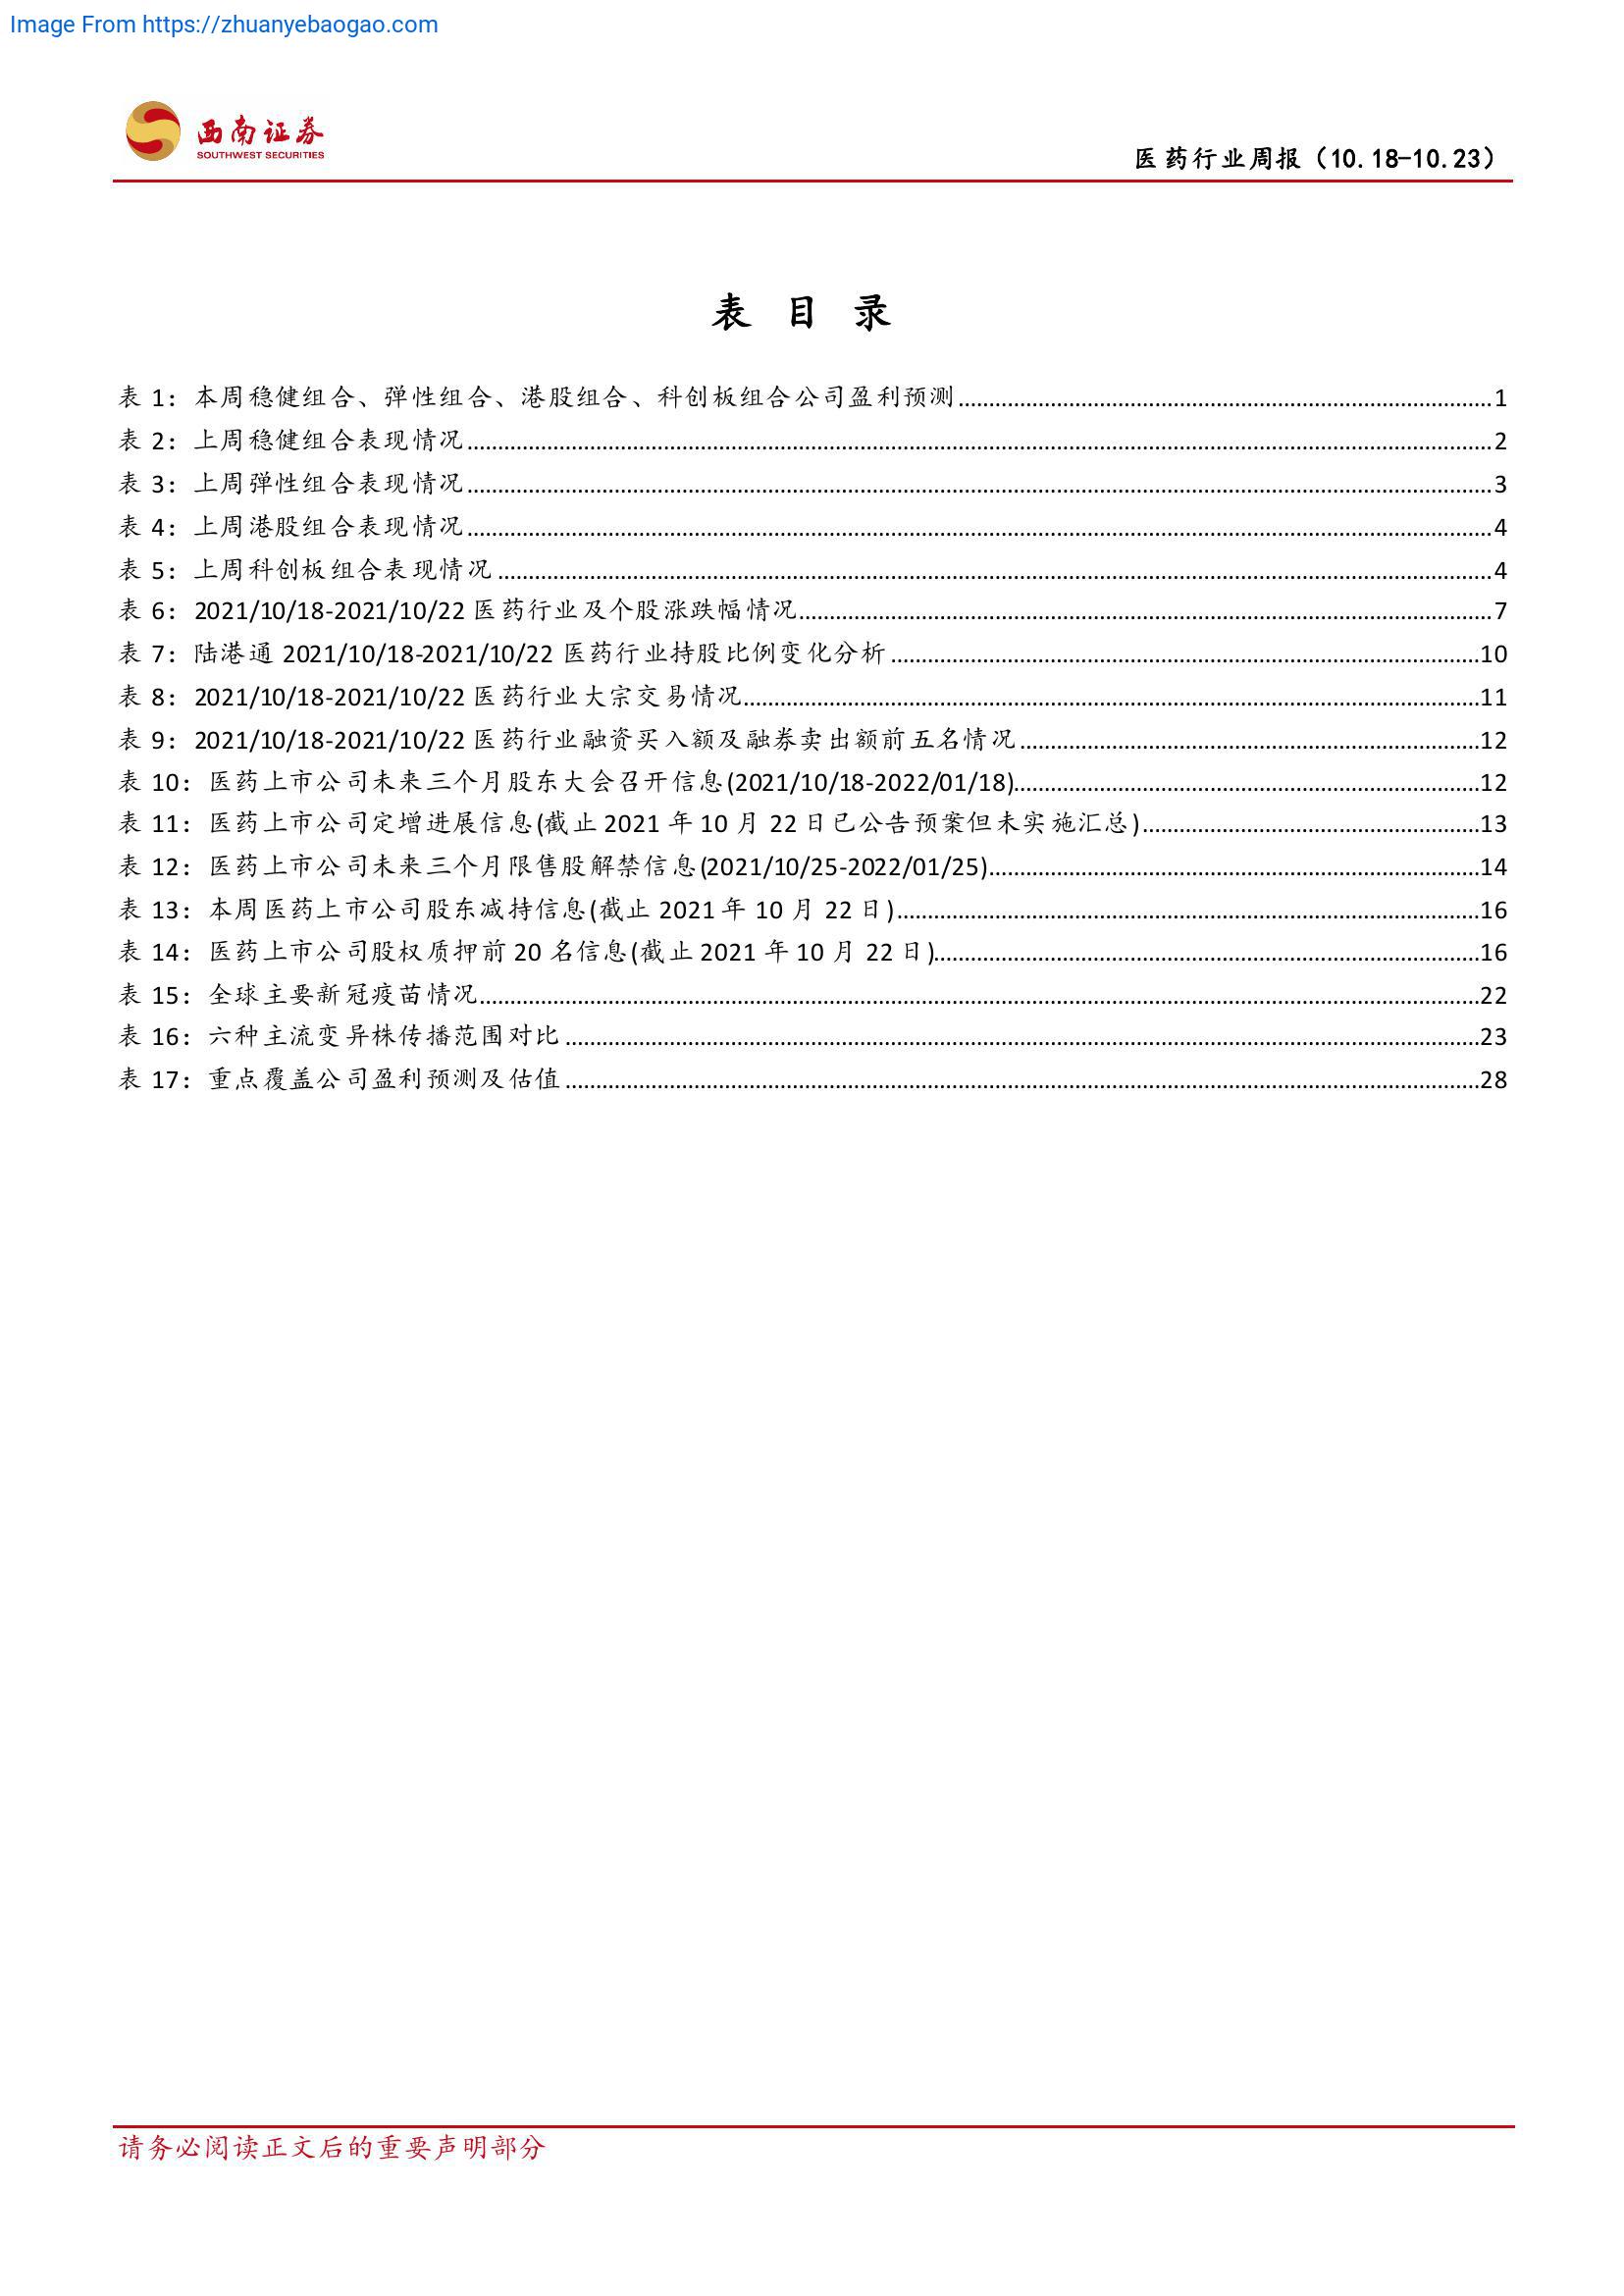 Image From https://zhuanyebaogao.com
西南证券
SOUTHWEST SECURITIES
医药行业周报（10.18-10.23）
表 目 录
表 1：本周稳健组合、弹性组合、港股组合、科创板组合公司盈利预测........1
表 2：上周稳健组合表现情况........2
表 3：上周弹性组合表现情况........3
表 4：上周港股组合表现情况........4
表 5：上周科创板组合表现情况........4
表 6：2021/10/18-2021/10/22 医药行业及个股涨跌幅情况........7
表 7：陆港通 2021/10/18-2021/10/22 医药行业持股比例变化分析........10
表 8：2021/10/18-2021/10/22 医药行业大宗交易情况........11
表 9：2021/10/18-2021/10/22 医药行业融资买入额及融券卖出额前五名情况........12
表 10：医药上市公司未来三个月股东大会召开信息(2021/10/18-2022/01/18)........12
表 11：医药上市公司定增进展信息(截止 2021 年 10 月 22 日已公告预案但未实施汇总)........13
表 12：医药上市公司未来三个月限售股解禁信息(2021/10/25-2022/01/25)........14
表 13：本周医药上市公司股东减持信息(截止 2021 年 10 月 22 日)........16
表 14：医药上市公司股权质押前 20 名信息(截止 2021 年 10 月 22 日)........16
表 15：全球主要新冠疫苗情况........22
表 16：六种主流变异株传播范围对比........23
表 17：重点覆盖公司盈利预测及估值........28
请务必阅读正文后的重要声明部分